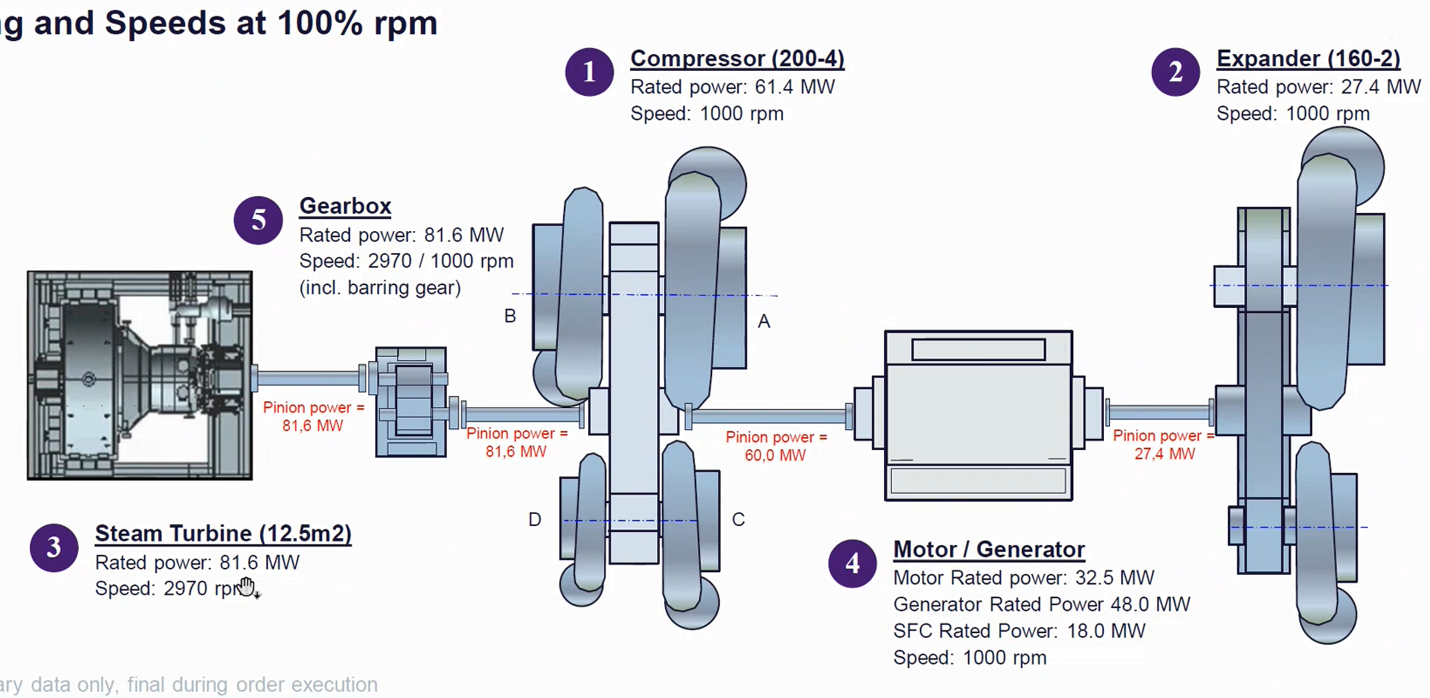 ng and Speeds at 100% rpm
1
Compressor (200-4)
Rated power: 61.4 MW
Speed: 1000 rpm
2
Expander (160-2)
Rated power: 27.4 MW
Speed: 1000 rpm
5
Gearbox
Rated power: 81.6 MW
Speed: 2970 / 1000 rpm
(incl. barring gear)
B
A
Pinion power =
81,6 MW
Pinion power =
81,6 MW
Pinion power =
60,0 MW
Pinion power =
27,4 MW
D
C
3
Steam Turbine (12.5m2)
Rated power: 81.6 MW
Speed: 2970 rpm
4
Motor / Generator
Motor Rated power: 32.5 MW
Generator Rated Power 48.0 MW
SFC Rated Power: 18.0 MW
Speed: 1000 rpm
ary data only, final during order execution